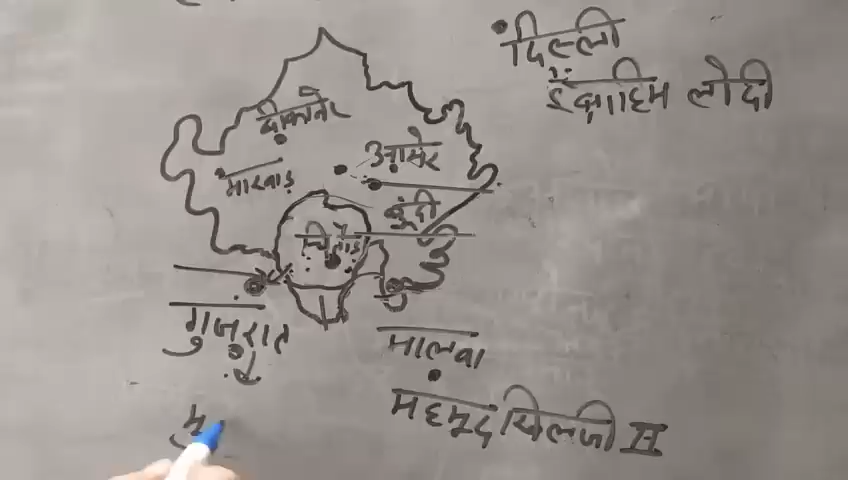 दिल्ली
इब्राहिम लोदी
बीकानेर
आमेर
मारवाड़
बूंदी
चित्तौड़
गुजरात
मालवा
महमूद खिलजी II
मु